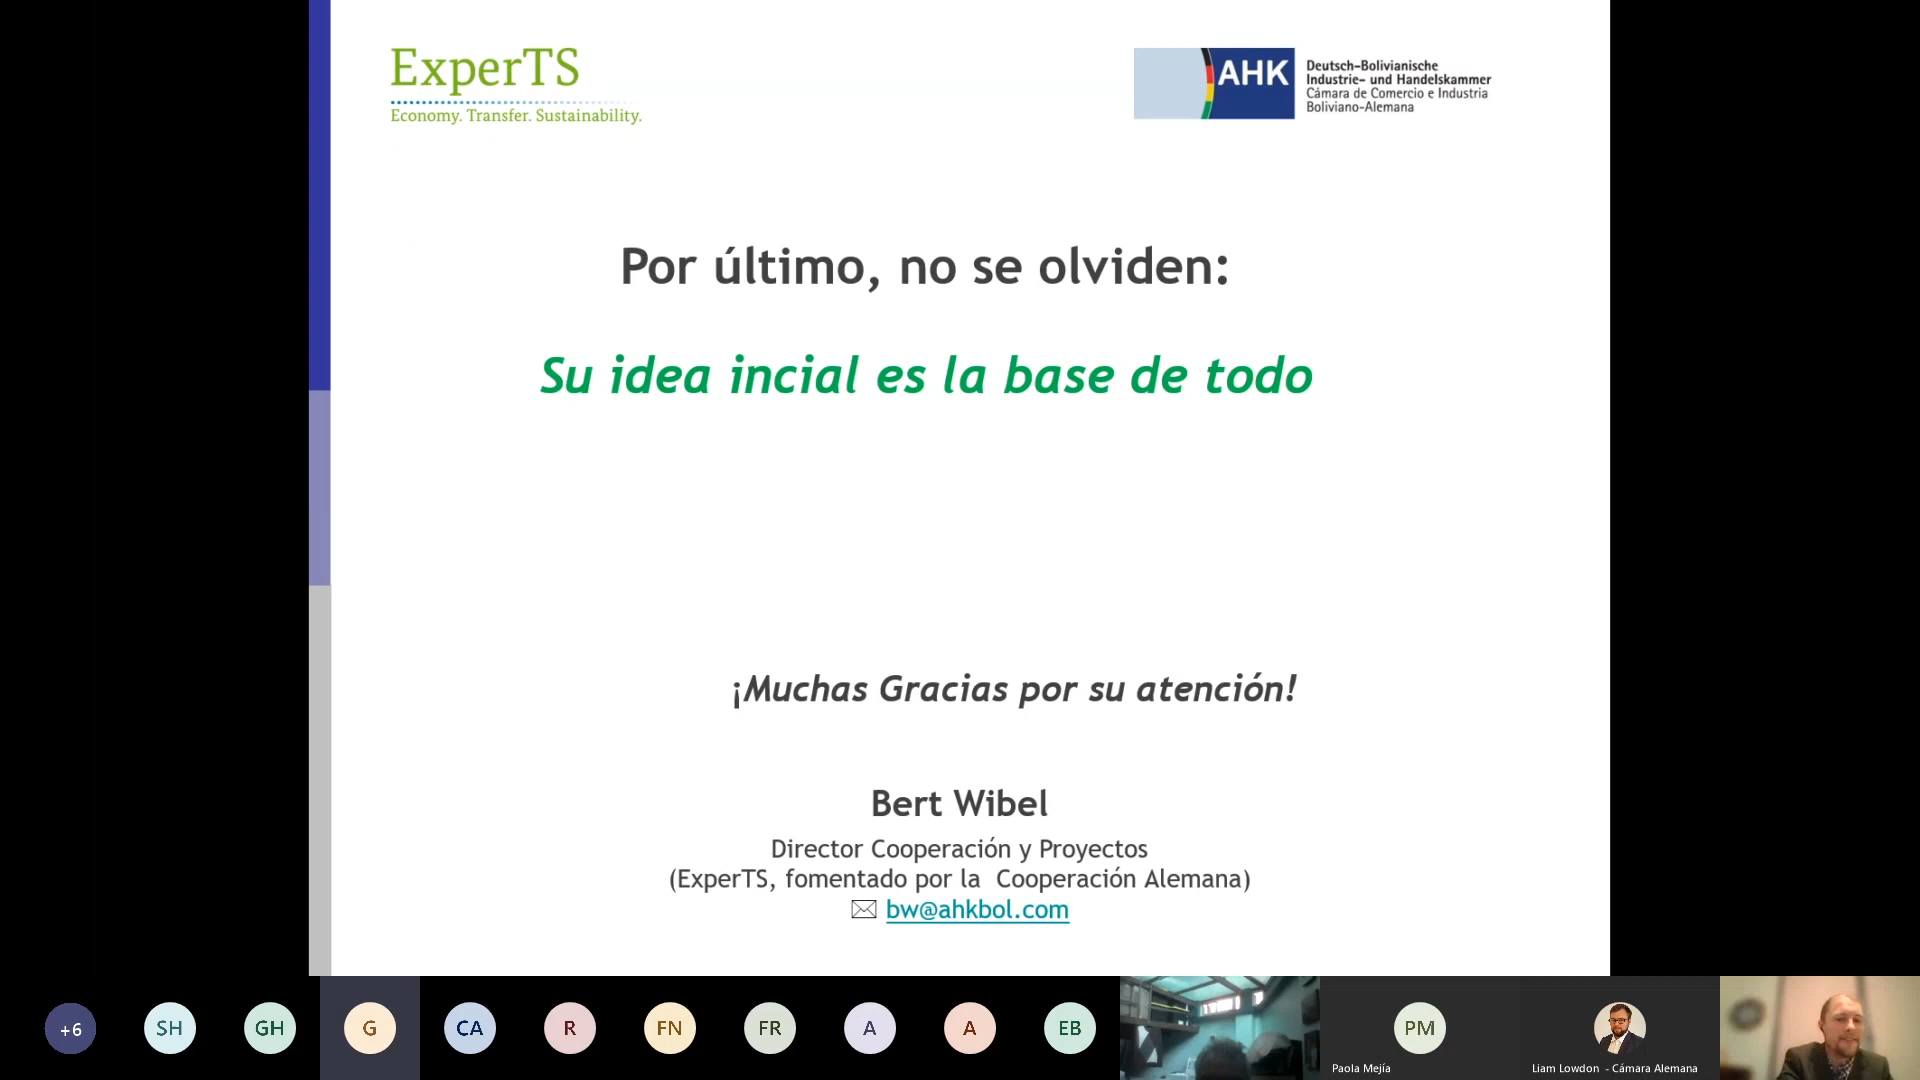 ExperTS
Economy. Transfer. Sustainability.
AHK
Deutsch-Bolivianische
Industrie- und Handelskammer
Cámara de Comercio e Industria
Boliviano-Alemana
Por último, no se olviden:
Su idea incial es la base de todo
¡Muchas Gracias por su atención!
Bert Wibel
Director Cooperación y Proyectos
(ExperTS, fomentado por la Cooperación Alemana)
bw@ahkbol.com
+6
SH
GH
G
CA
R
FN
FR
A
A
EB
PM
Paola Mejía
Liam Lowdon - Cámara Alemana